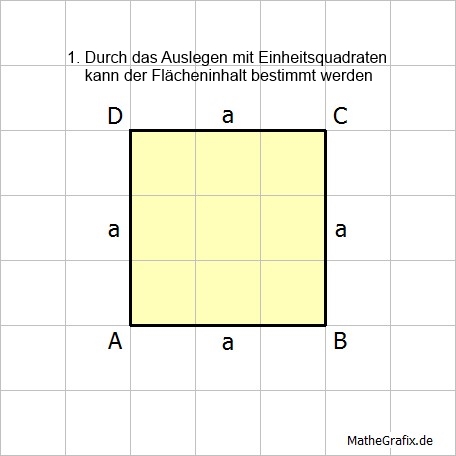 1. Durch das Auslegen mit Einheitsquadraten
kann der Flächeninhalt bestimmt werden
D a C
a a
A a B
MatheGrafix.de